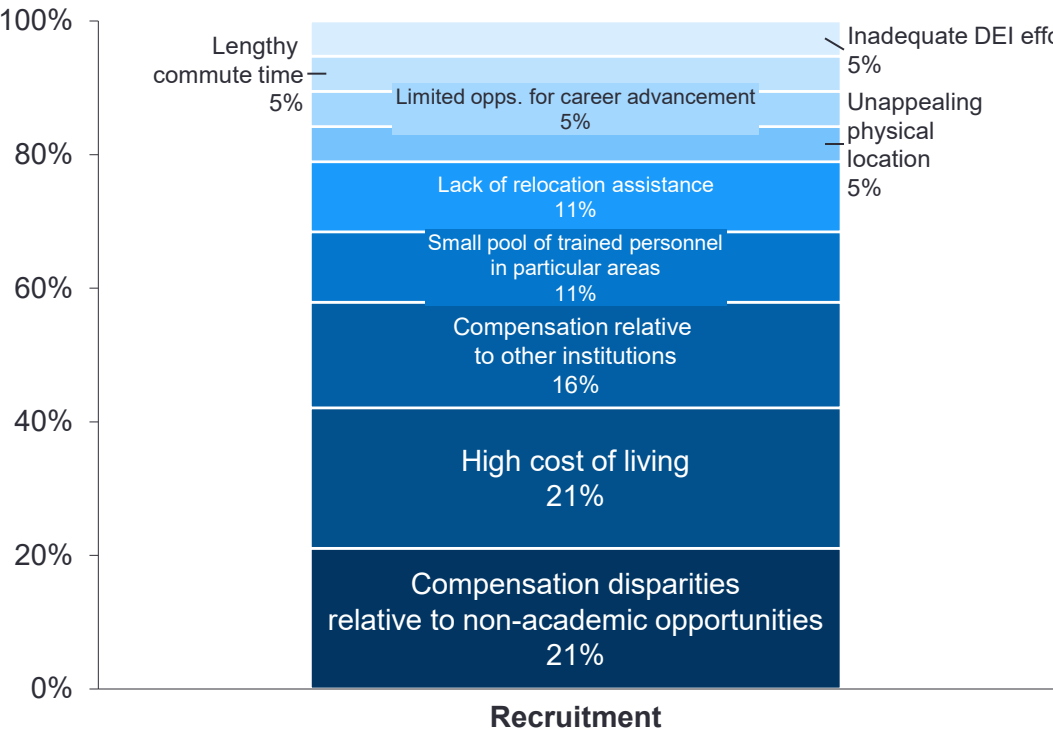 100%
80%
60%
40%
20%
0%
Inadequate DEI
5%
Lengthy
commute time
5%
Limited opps. for career advancement
5%
Unappealing
physical
location
5%
Lack of relocation assistance
11%
Small pool of trained personnel
in particular areas
11%
Compensation relative
to other institutions
16%
High cost of living
21%
Compensation disparities
relative to non-academic opportunities
21%
Recruitment